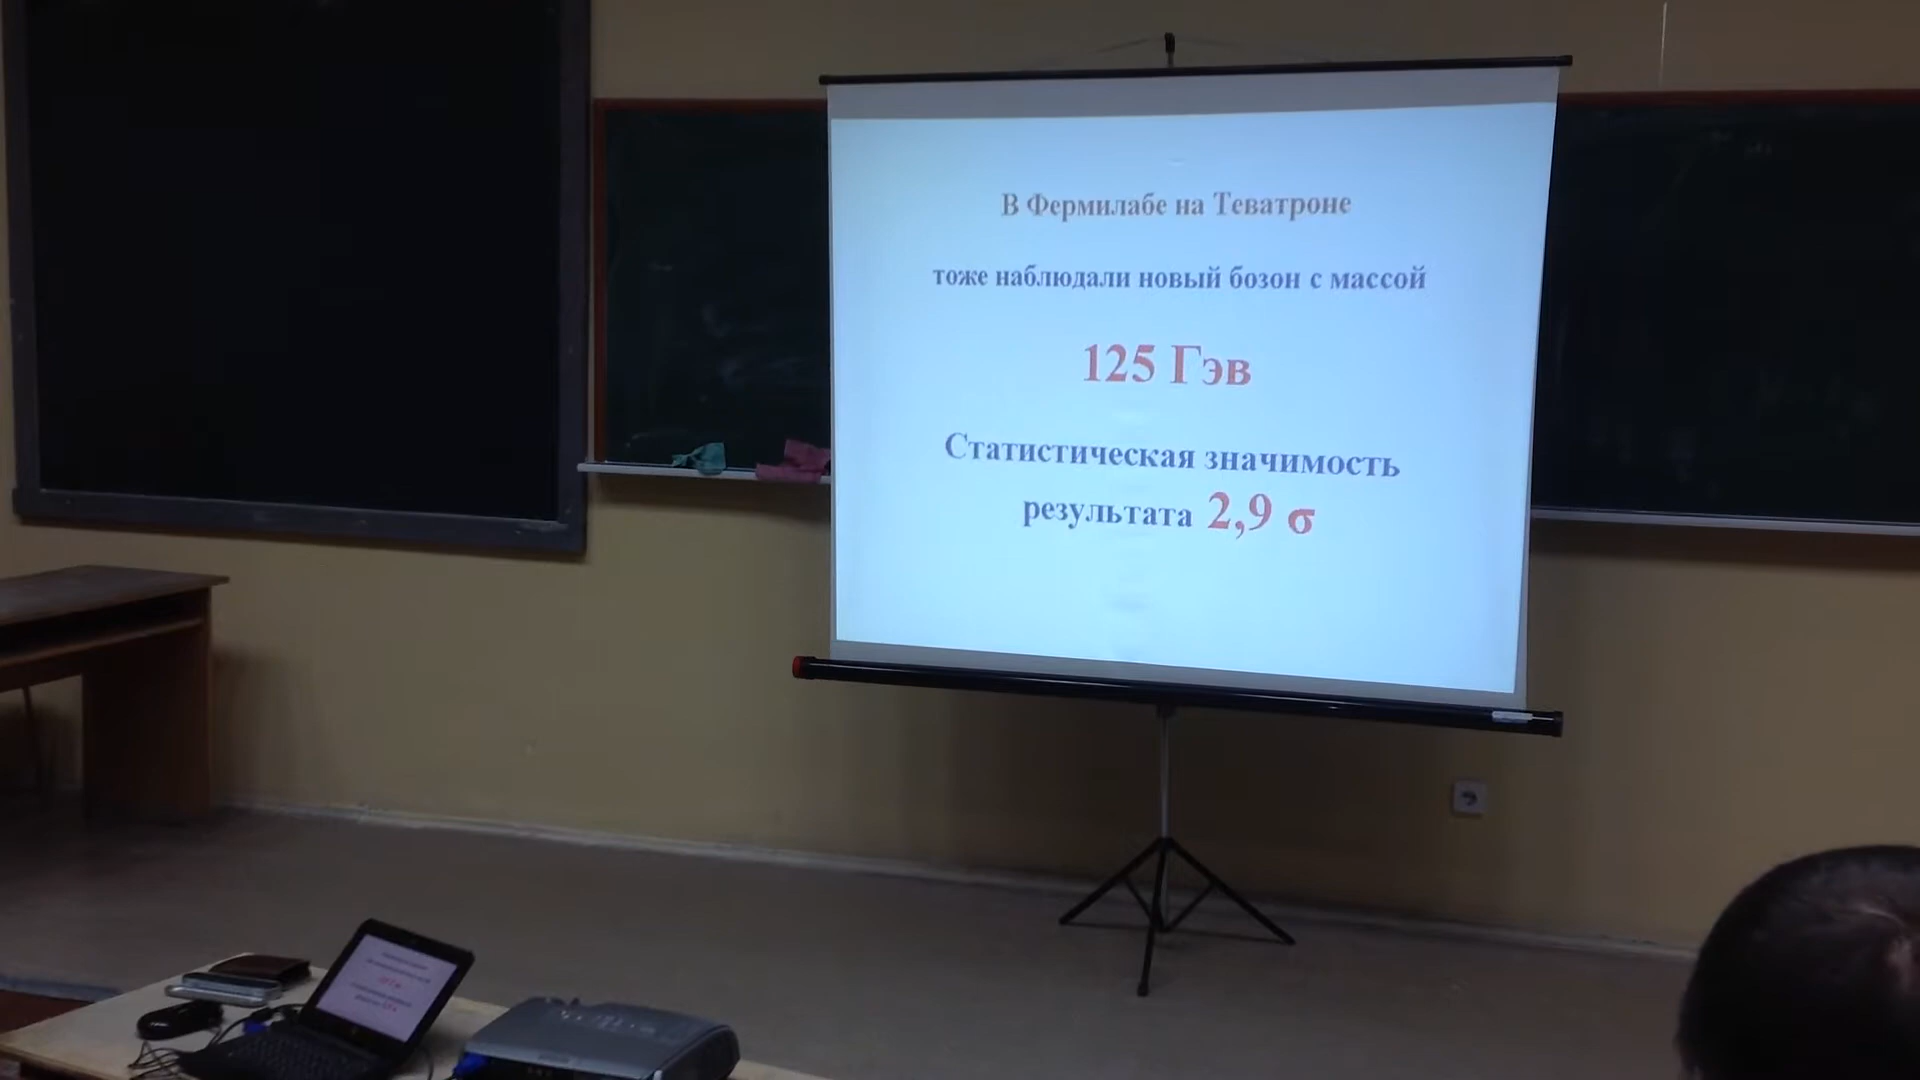 В Фермилабе на Теватроне
тоже наблюдали новый бозон с массой
125 Гэв
Статистическая значимость
результата 2,9 σ